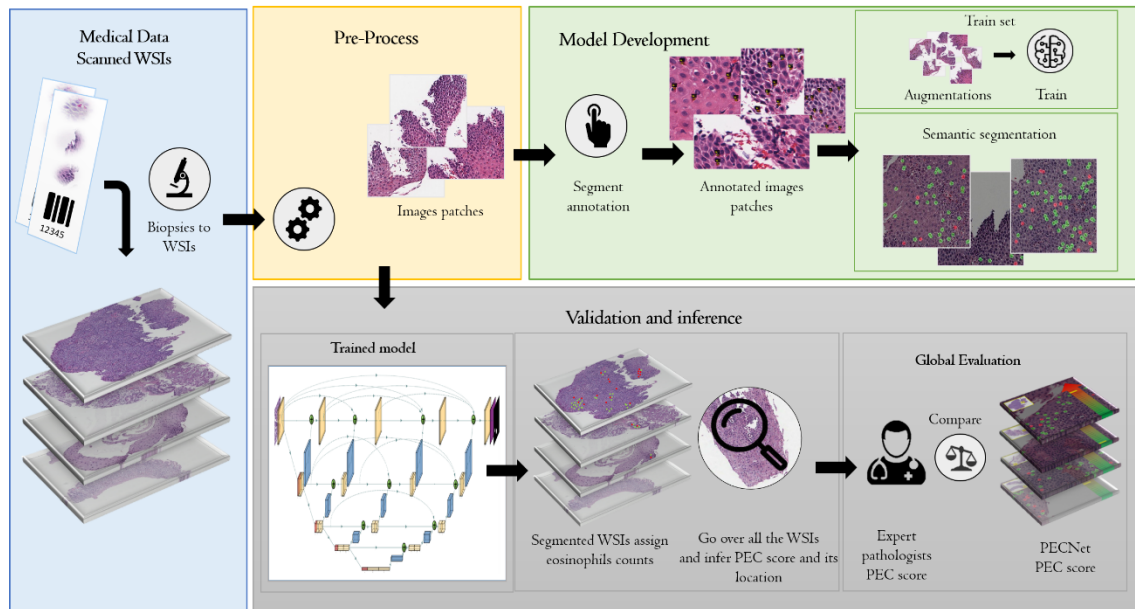 Medical Data
Scanned WSIs
12345
Biopsies to
WSIs
Pre-Process
Images patches
Model Development
Segment
annotation
Annotated images
patches
Train set
Augmentations
Train
Semantic segmentation
Validation and inference
Trained model
Segmented WSIs assign
eosinophils counts
Go over all the WSIs
and infer PEC score and its
location
Global Evaluation
Compare
Expert
pathologists
PEC score
PECNet
PEC score